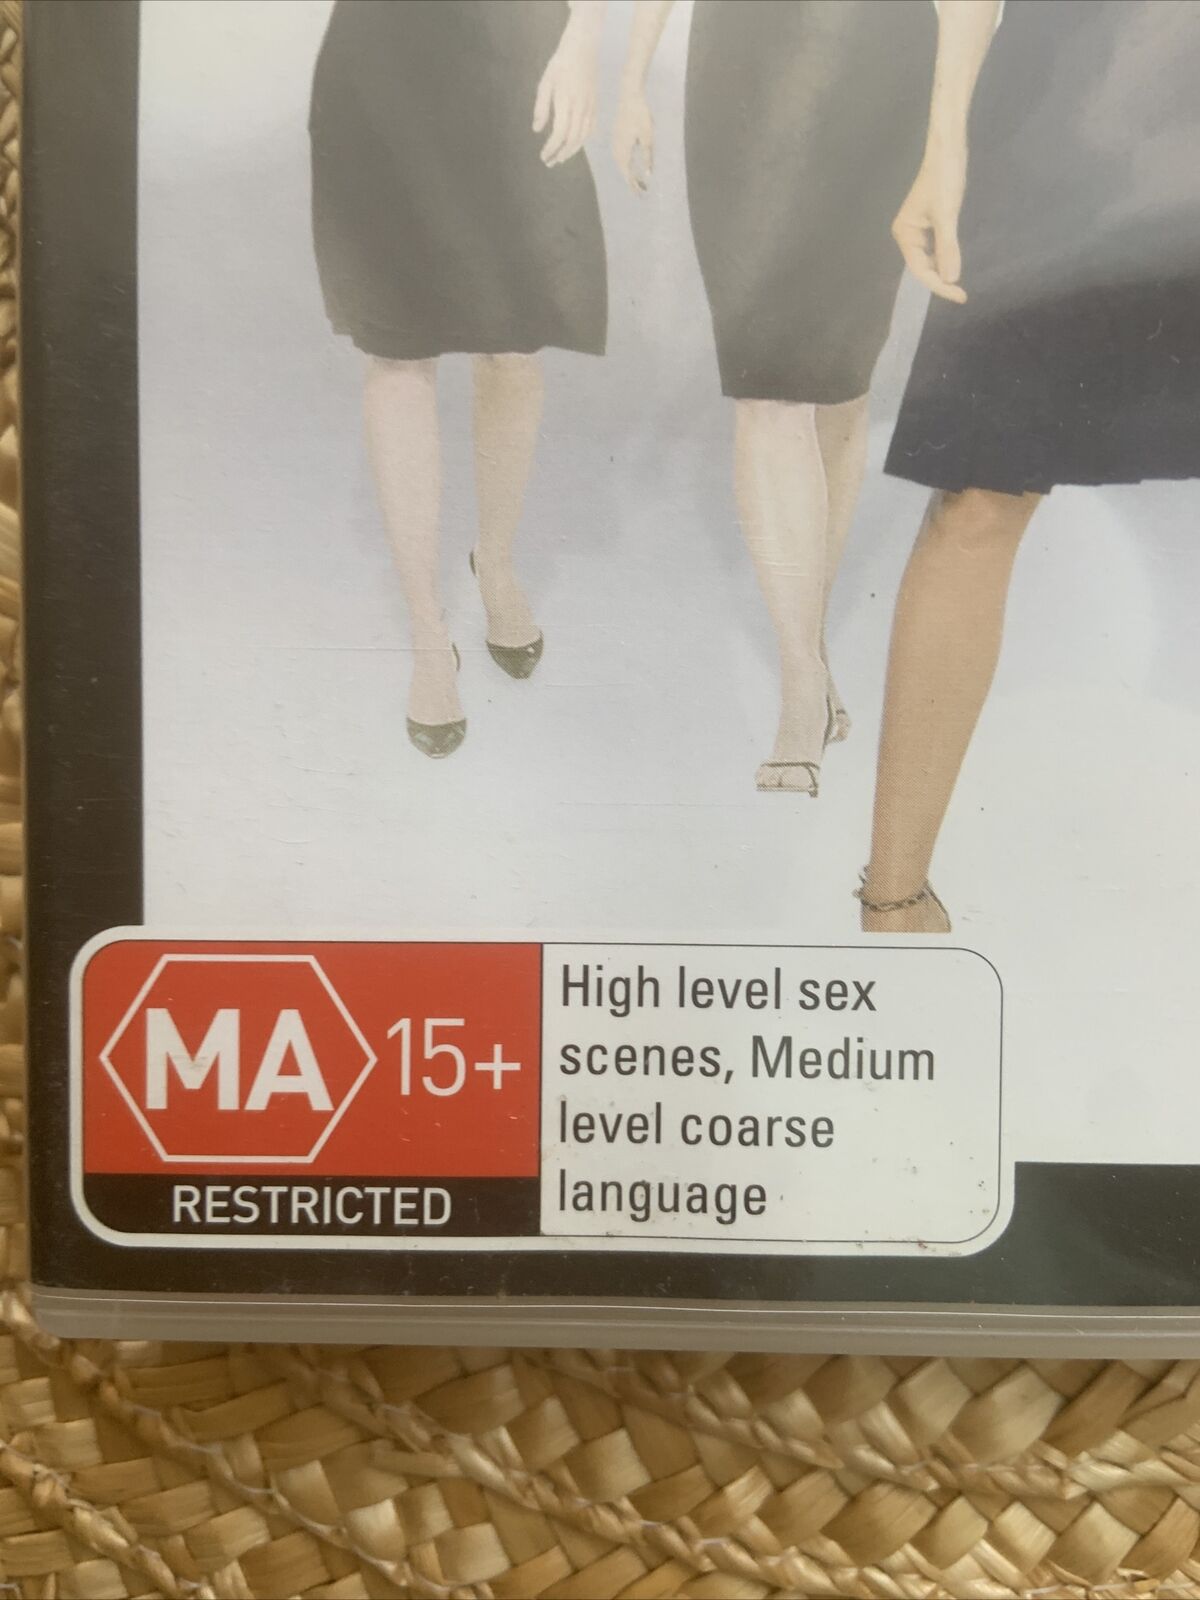 MA 15+
RESTRICTED
High level sex
scenes, Medium
level coarse
language